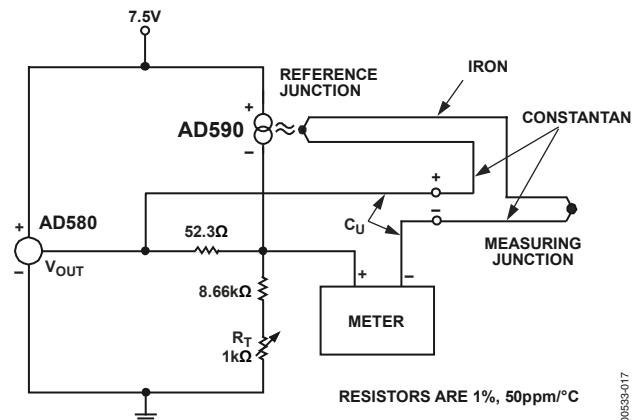 7.5V
REFERENCE
JUNCTION
IRON
CONSTANTAN
+
AD590
–
+
–
C_U
MEASURING
JUNCTION
AD580
+
–
V_OUT
52.3Ω
8.66kΩ
R_T
1kΩ
+ –
METER
RESISTORS ARE 1%, 50ppm/°C
00533-017